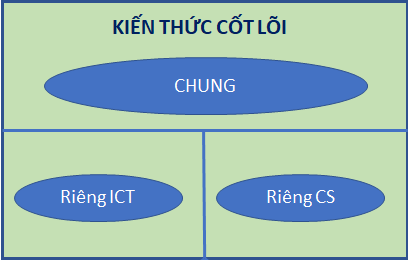 KIẾN THỨC CỐT LÕI
CHUNG
Riêng ICT
Riêng CS